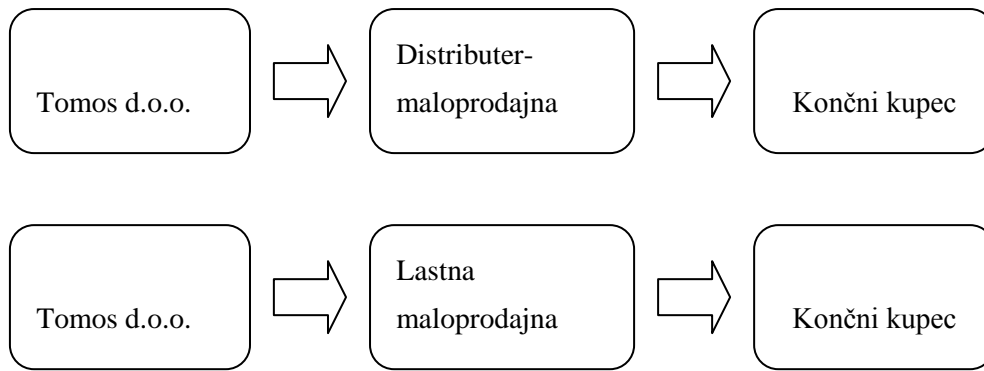 Tomos d.o.o.
Distributer-
maloprodajna
Končni kupec
Tomos d.o.o.
Lastna
maloprodajna
Končni kupec